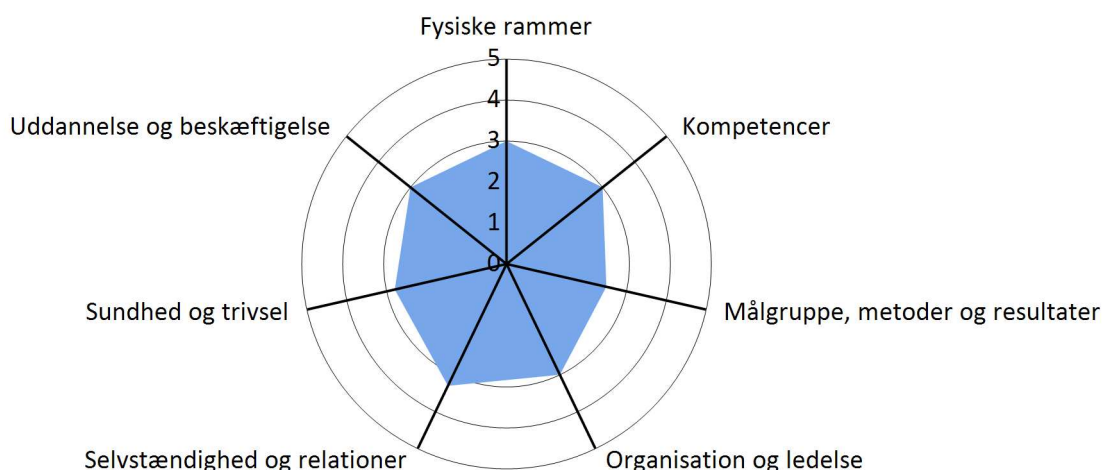 Fysiske rammer
5
4
Uddannelse og beskæftigelse
Kompetencer
3
2
1
0
Sundhed og trivsel
Målgruppe, metoder og resultater
Selvstændighed og relationer
Organisation og ledelse